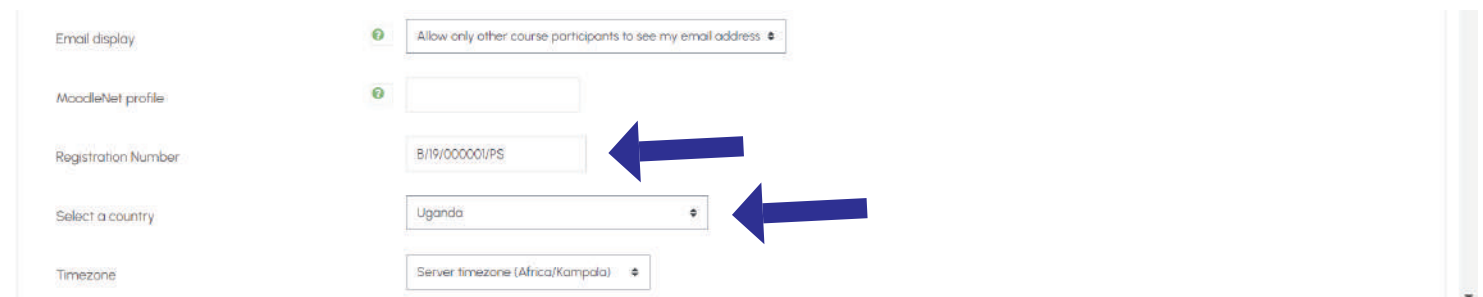 Email display
Allow only other course participants to see my email address
MoodleNet profile
Registration Number
B/19/000001/PS
Select a country
Uganda
Timezone
Server timezone (Africa/Kampala)